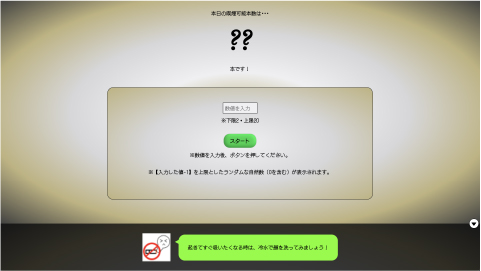 本日の喫煙可能本数は・・・
??
本です！
数値を入力
※下限2・上限20
スタート
※数値を入力後、ボタンを押してください。
※【入力した値-1】を上限としたランダムな自然数（0を含む）が表示されます。
起きてすぐ吸いたくなる時は、冷水で顔を洗ってみましょう！